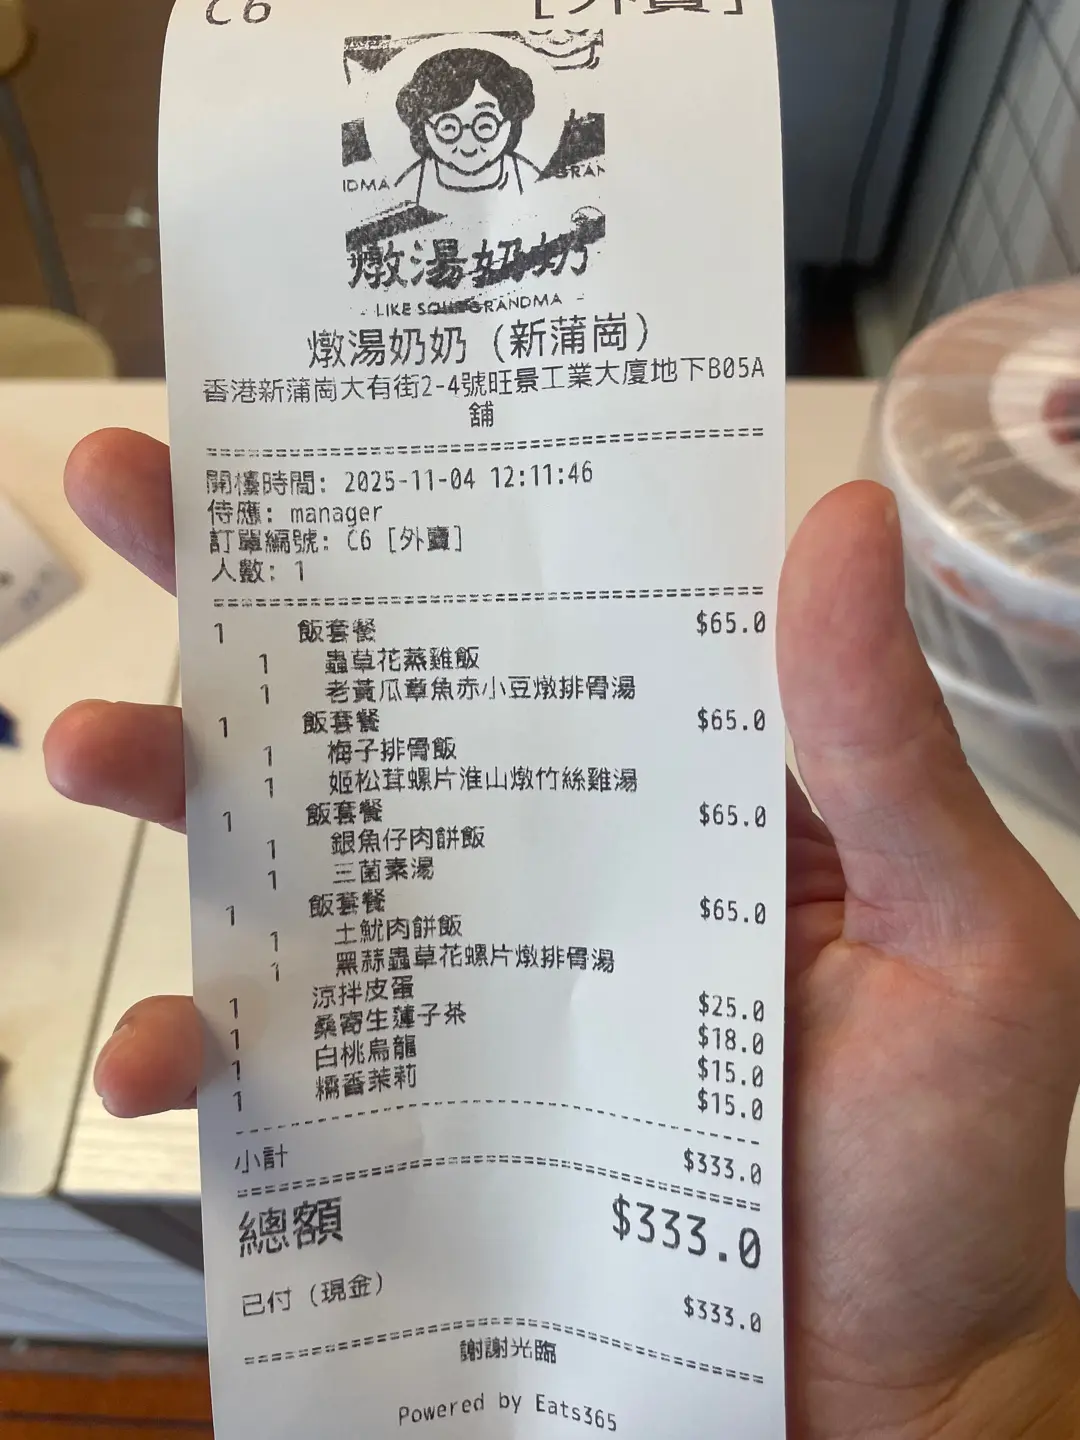 C6 [外賣]
IDMA GRAN
燉湯奶奶
- LIKE SOUP GRANDMA -
燉湯奶奶 (新蒲崗)
香港新蒲崗大有街2-4號旺景工業大廈地下B05A
舖
開檯時間: 2025-11-04 12:11:46
侍應: manager
訂單編號: C6 [外賣]
人數: 1
1 飯套餐 $65.0
1 蟲草花蒸雞飯
1 老黃瓜章魚赤小豆燉排骨湯
1 飯套餐 $65.0
1 梅子排骨飯
1 姬松茸螺片淮山燉竹絲雞湯
1 飯套餐 $65.0
1 銀魚仔肉餅飯
1 三菌素湯
1 飯套餐 $65.0
1 土魷肉餅飯
1 黑蒜蟲草花螺片燉排骨湯
1 涼拌皮蛋 $25.0
1 桑寄生蓮子茶 $18.0
1 白桃烏龍 $15.0
1 糯香茉莉 $15.0
小計 $333.0
總額 $333.0
已付 (現金) $333.0
謝謝光臨
Powered by Eats365